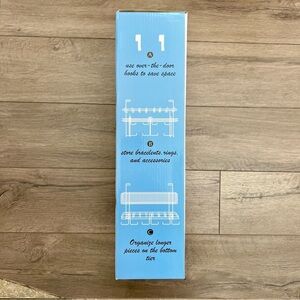 A
use over-the-door
hooks to save space
B
store bracedents, rings,
and accessories
C
Organize longer
pieces on the bottom
tier